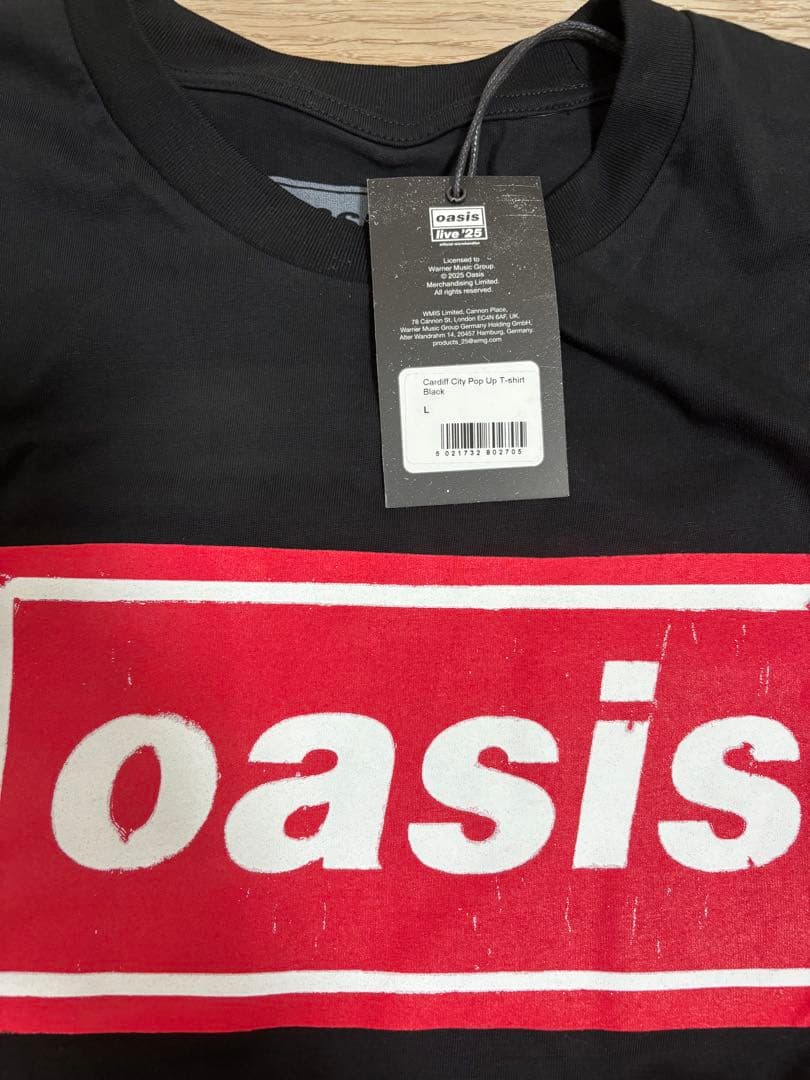 oasis
live '25
official merchandise
Licensed to
Warner Music Group.
© 2025 Oasis
Merchandising Limited.
All rights reserved.
WMIS Limited, Cannon Place,
78 Cannon St, London EC4N 6AF, UK.
Warner Music Group Germany Holding GmbH,
Alter Wandrahm 14, 20457 Hamburg, Germany.
products_25@wmg.com
Cardiff City Pop Up T-shirt
Black
L
5 021732 802705
oasis